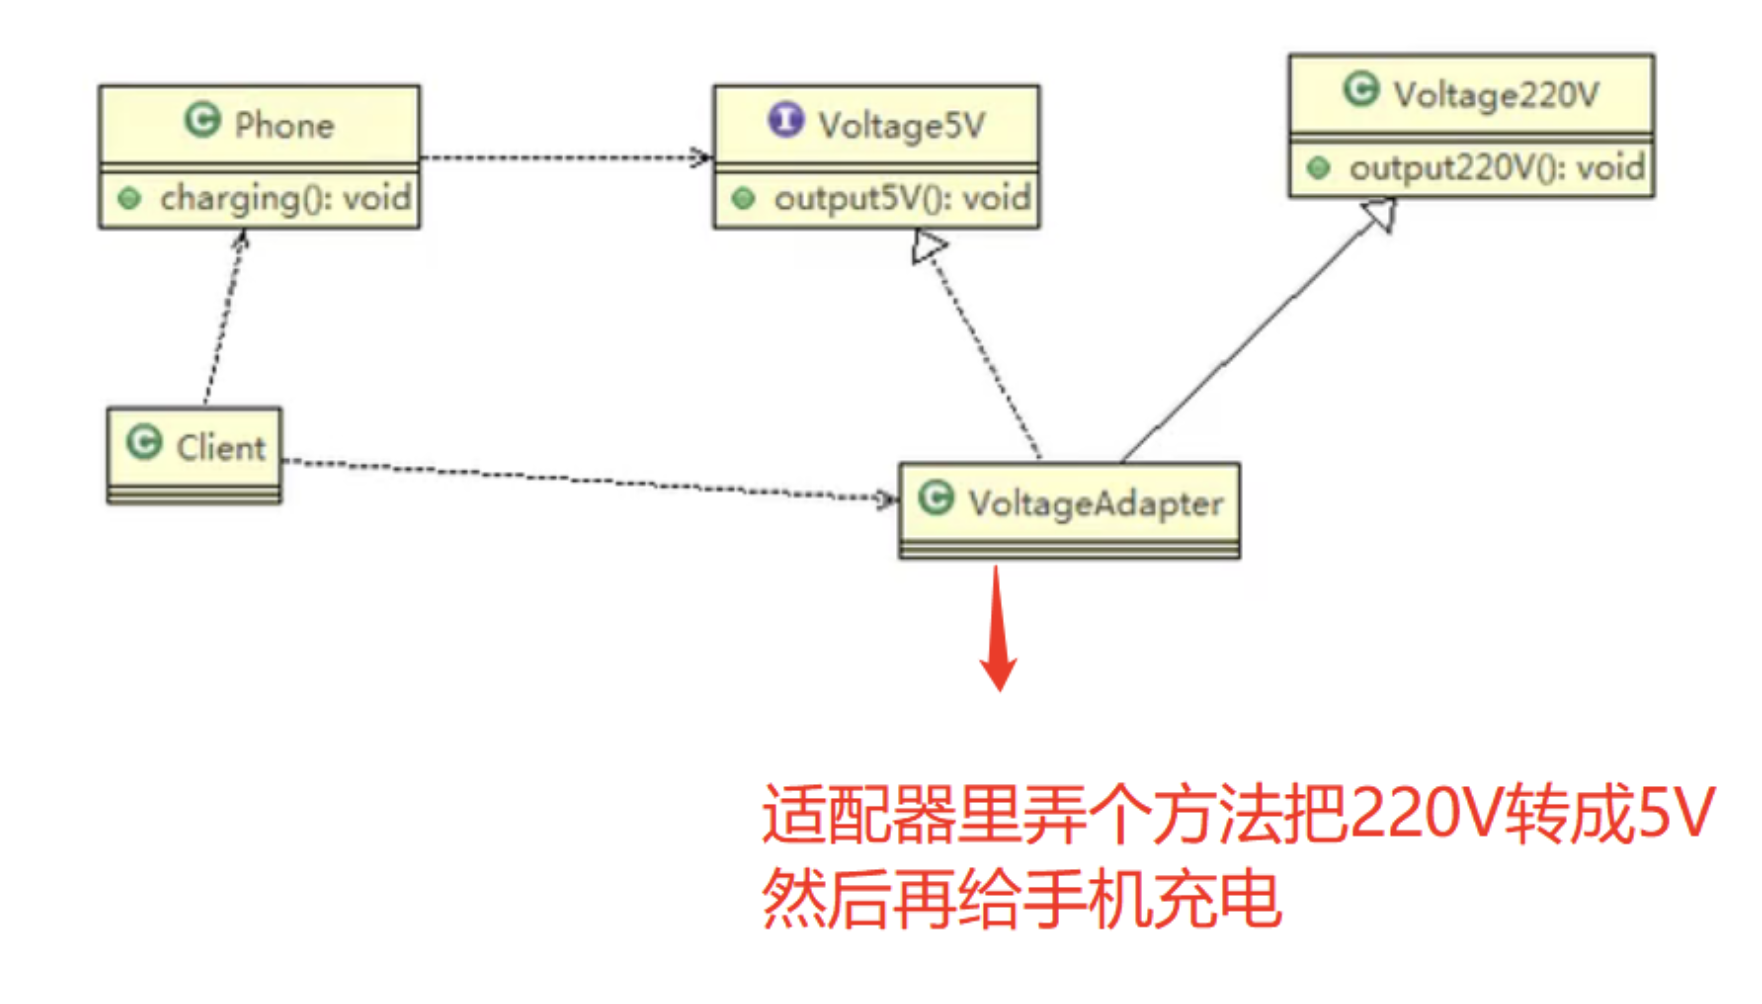 Phone
charging(): void
Voltage5V
output5V(): void
Voltage220V
output220V(): void
Client
VoltageAdapter
适配器里弄个方法把220V转成5V
然后再给手机充电